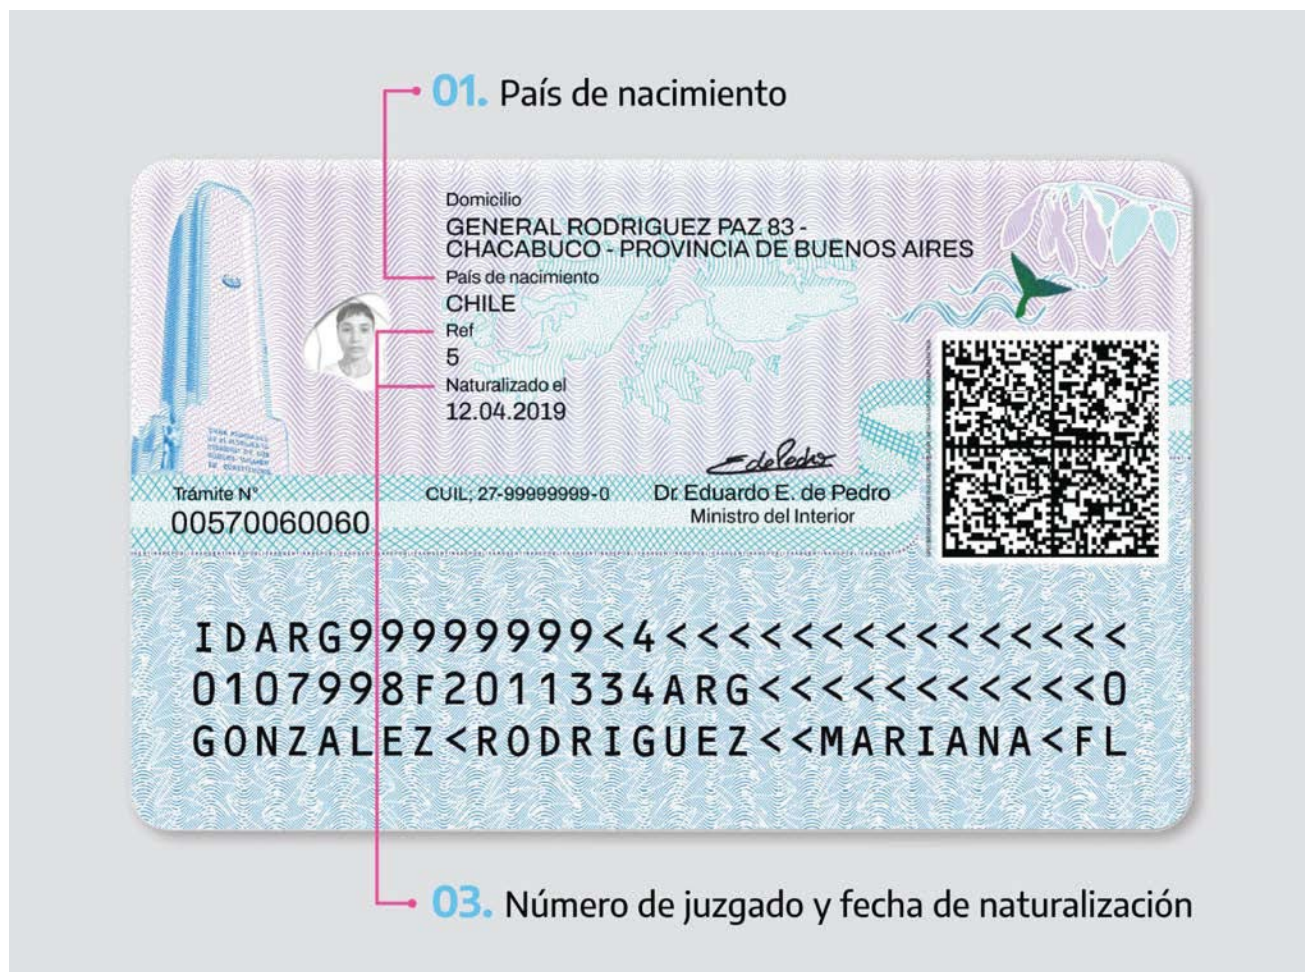 01. País de nacimiento
Domicilio
GENERAL RODRIGUEZ PAZ 83 -
CHACABUCO - PROVINCIA DE BUENOS AIRES
País de nacimiento
CHILE
Ref
5
Naturalizado el
12.04.2019
Trámite N°
00570060060
CUIL; 27-99999999-0
Dr. Eduardo E. de Pedro
Ministro del Interior
IDARG99999999<4<<<<<<<<<<<<<<<
0107998F2011334ARG<<<<<<<<<<<0
GONZALEZ<RODRIGUEZ<<MARIANA<FL
03. Número de juzgado y fecha de naturalización